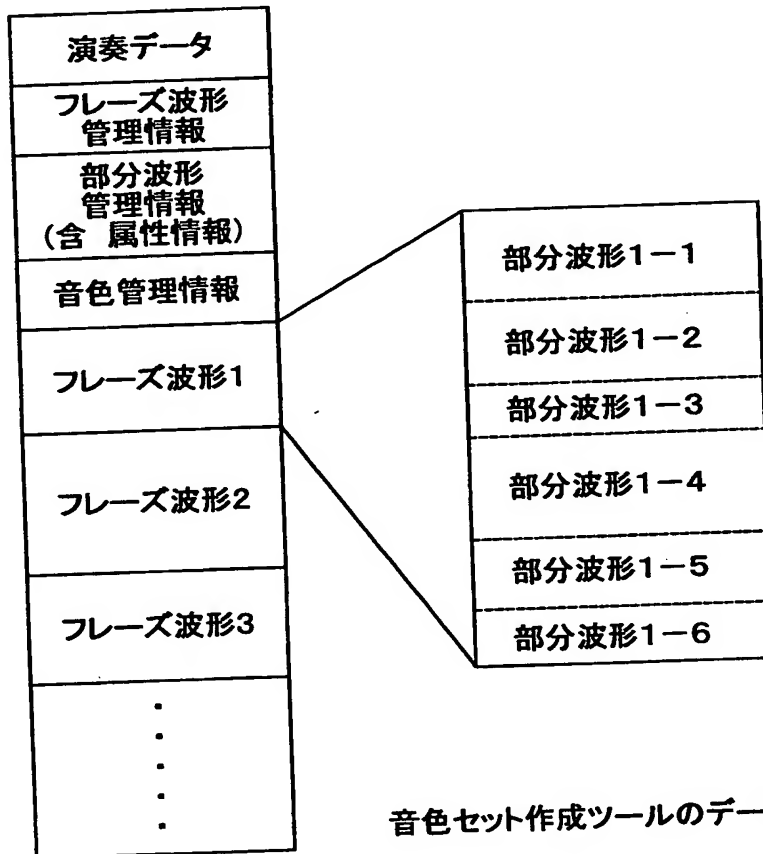 演奏データ
フレーズ波形
管理情報
部分波形
管理情報
(含 属性情報)
音色管理情報
フレーズ波形1
フレーズ波形2
フレーズ波形3
部分波形1－1
部分波形1－2
部分波形1－3
部分波形1－4
部分波形1－5
部分波形1－6
音色セット作成ツールのデー